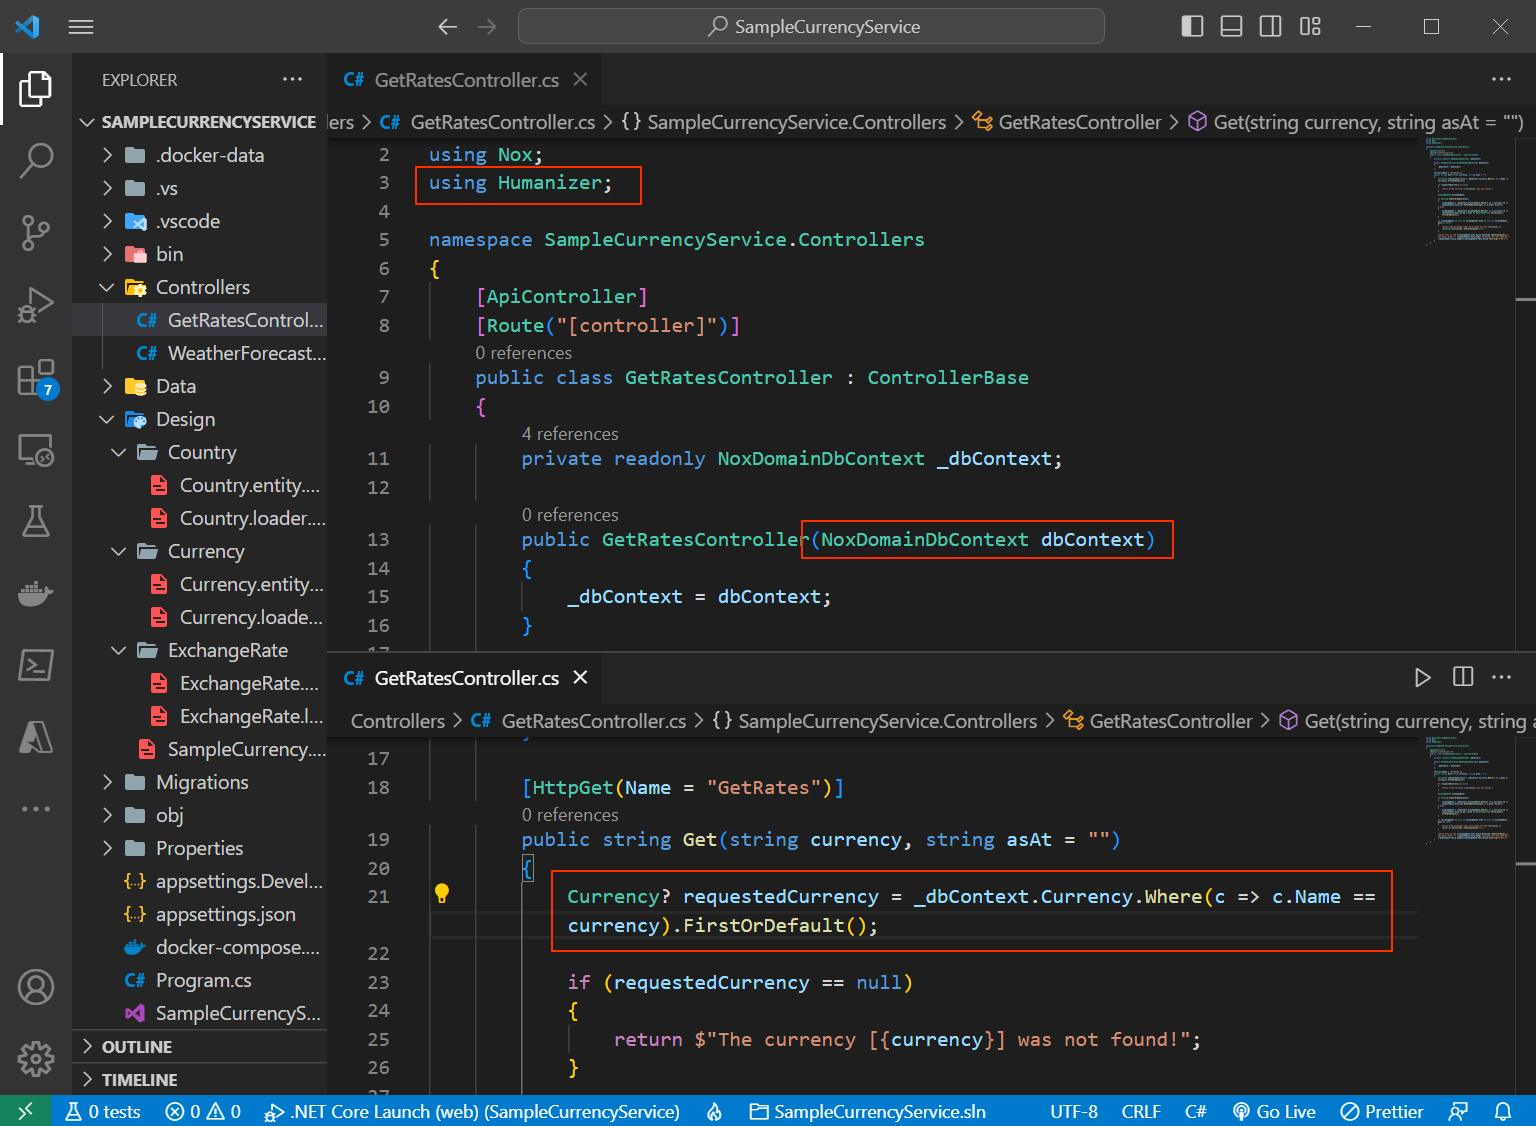 SampleCurrencyService
EXPLORER
SAMPLECURRENCYSERVICE
.docker-data
.vs
.vscode
bin
Controllers
C# GetRatesControl...
C# WeatherForecast...
Data
Design
Country
Country.entity....
Country.loader....
Currency
Currency.entity...
Currency.loade...
ExchangeRate
ExchangeRate....
ExchangeRate.l...
SampleCurrency....
Migrations
obj
Properties
{..} appsettings.Devel...
{..} appsettings.json
docker-compose....
C# Program.cs
SampleCurrencyS...
OUTLINE
TIMELINE
7
C# GetRatesController.cs
lers > C# GetRatesController.cs > {} SampleCurrencyService.Controllers > GetRatesController > Get(string currency, string asAt = "")
2 using Nox;
3 using Humanizer;
4
5 namespace SampleCurrencyService.Controllers
6 {
7 [ApiController]
8 [Route("[controller]")]
0 references
9 public class GetRatesController : ControllerBase
10 {
4 references
11 private readonly NoxDomainDbContext _dbContext;
12
0 references
13 public GetRatesController(NoxDomainDbContext dbContext)
14 {
15 _dbContext = dbContext;
16 }
C# GetRatesController.cs
Controllers > C# GetRatesController.cs > {} SampleCurrencyService.Controllers > GetRatesController > Get(string currency, string a
17
18 [HttpGet(Name = "GetRates")]
0 references
19 public string Get(string currency, string asAt = "")
20 {
21 Currency? requestedCurrency = _dbContext.Currency.Where(c => c.Name ==
currency).FirstOrDefault();
22
23 if (requestedCurrency == null)
24 {
25 return $"The currency [{currency}] was not found!";
26 }
0 tests 0 0 .NET Core Launch (web) (SampleCurrencyService) SampleCurrencyService.sln UTF-8 CRLF C# Go Live Prettier